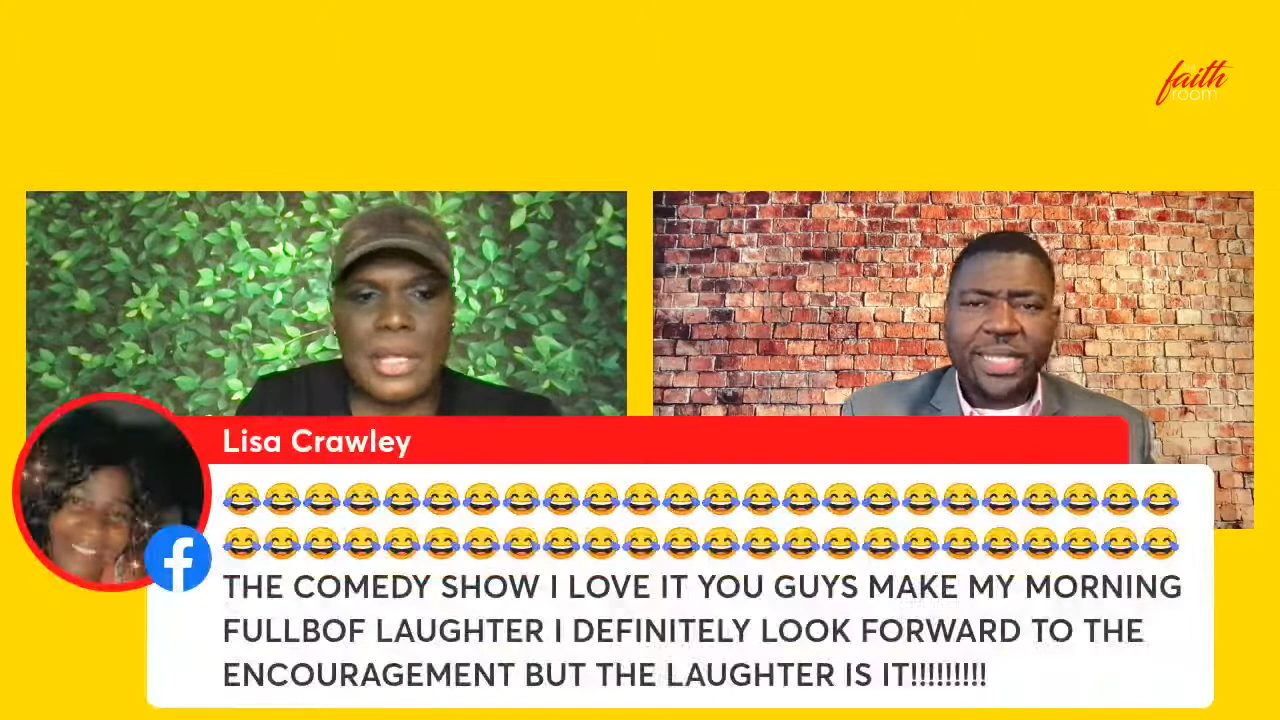 faith
room
Lisa Crawley
😂😂😂😂😂😂😂😂😂😂😂😂😂😂😂😂😂😂😂😂😂😂😂😂
😂😂😂😂😂😂😂😂😂😂😂😂😂😂😂😂😂😂😂😂😂😂😂😂
THE COMEDY SHOW I LOVE IT YOU GUYS MAKE MY MORNING
FULLBOF LAUGHTER I DEFINITELY LOOK FORWARD TO THE
ENCOURAGEMENT BUT THE LAUGHTER IS IT!!!!!!!!!